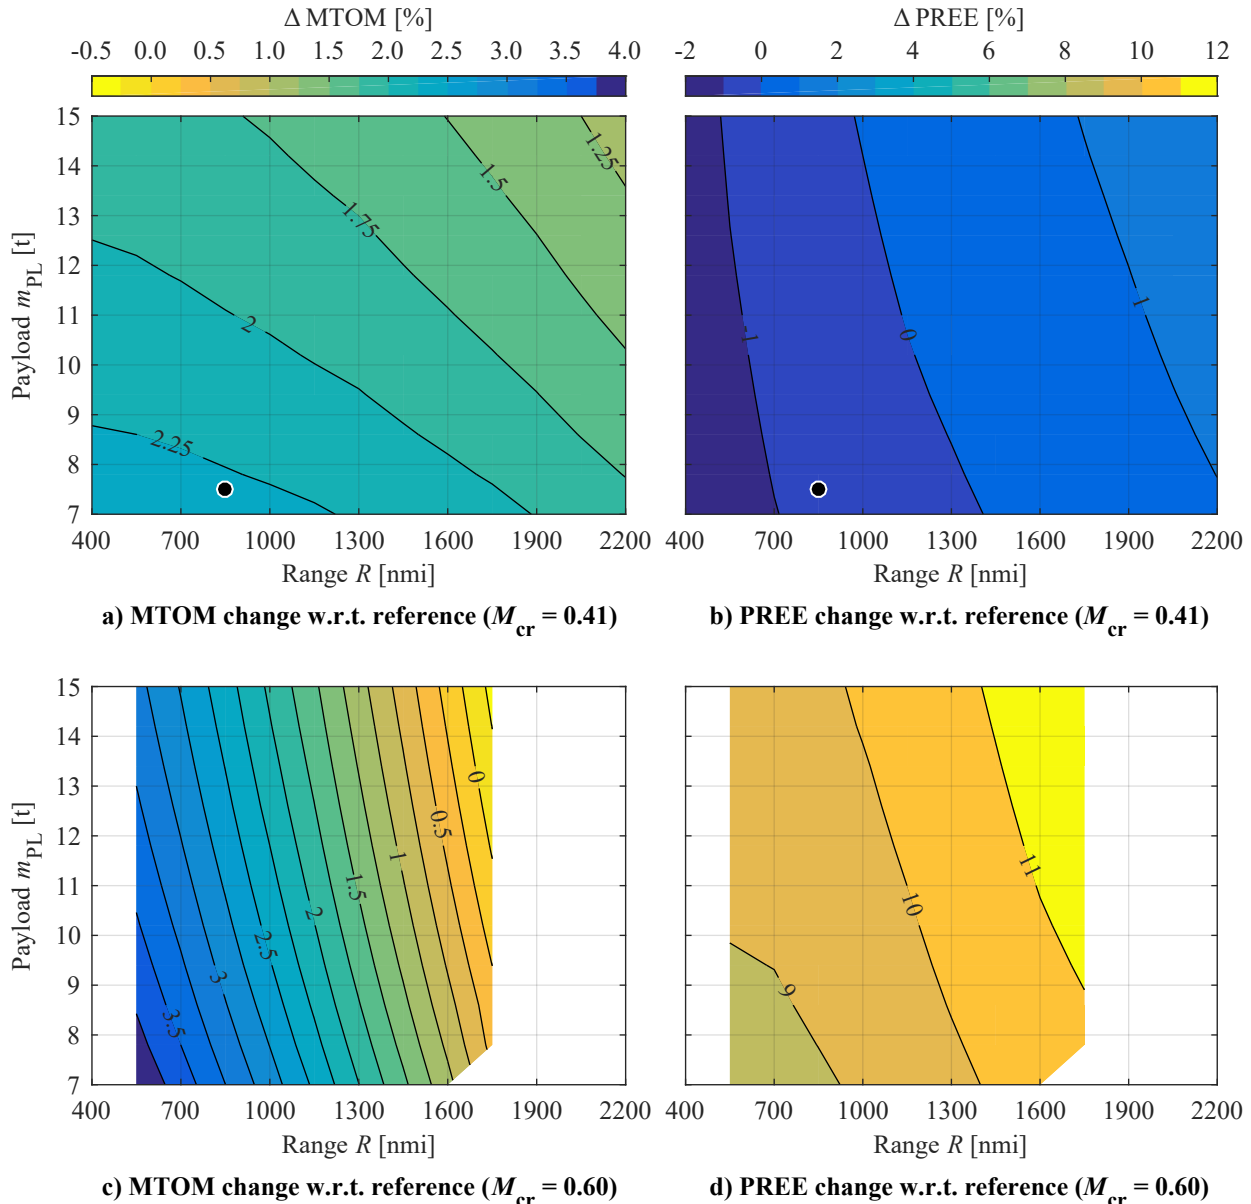 Δ MTOM [%]
-0.5 0.0 0.5 1.0 1.5 2.0 2.5 3.0 3.5 4.0
Δ PREE [%]
-2 0 2 4 6 8 10 12
15
14
13
12
11
10
9
8
7
Payload m_PL [t]
1.25
1.5
1.75
2
2.25
400 700 1000 1300 1600 1900 2200
Range R [nmi]
a) MTOM change w.r.t. reference (M_cr = 0.41)
-1
0
1
400 700 1000 1300 1600 1900 2200
Range R [nmi]
b) PREE change w.r.t. reference (M_cr = 0.41)
15
14
13
12
11
10
9
8
7
Payload m_PL [t]
0
0.5
1
1.5
2
2.5
3
3.5
400 700 1000 1300 1600 1900 2200
Range R [nmi]
c) MTOM change w.r.t. reference (M_cr = 0.60)
11
10
9
400 700 1000 1300 1600 1900 2200
Range R [nmi]
d) PREE change w.r.t. reference (M_cr = 0.60)